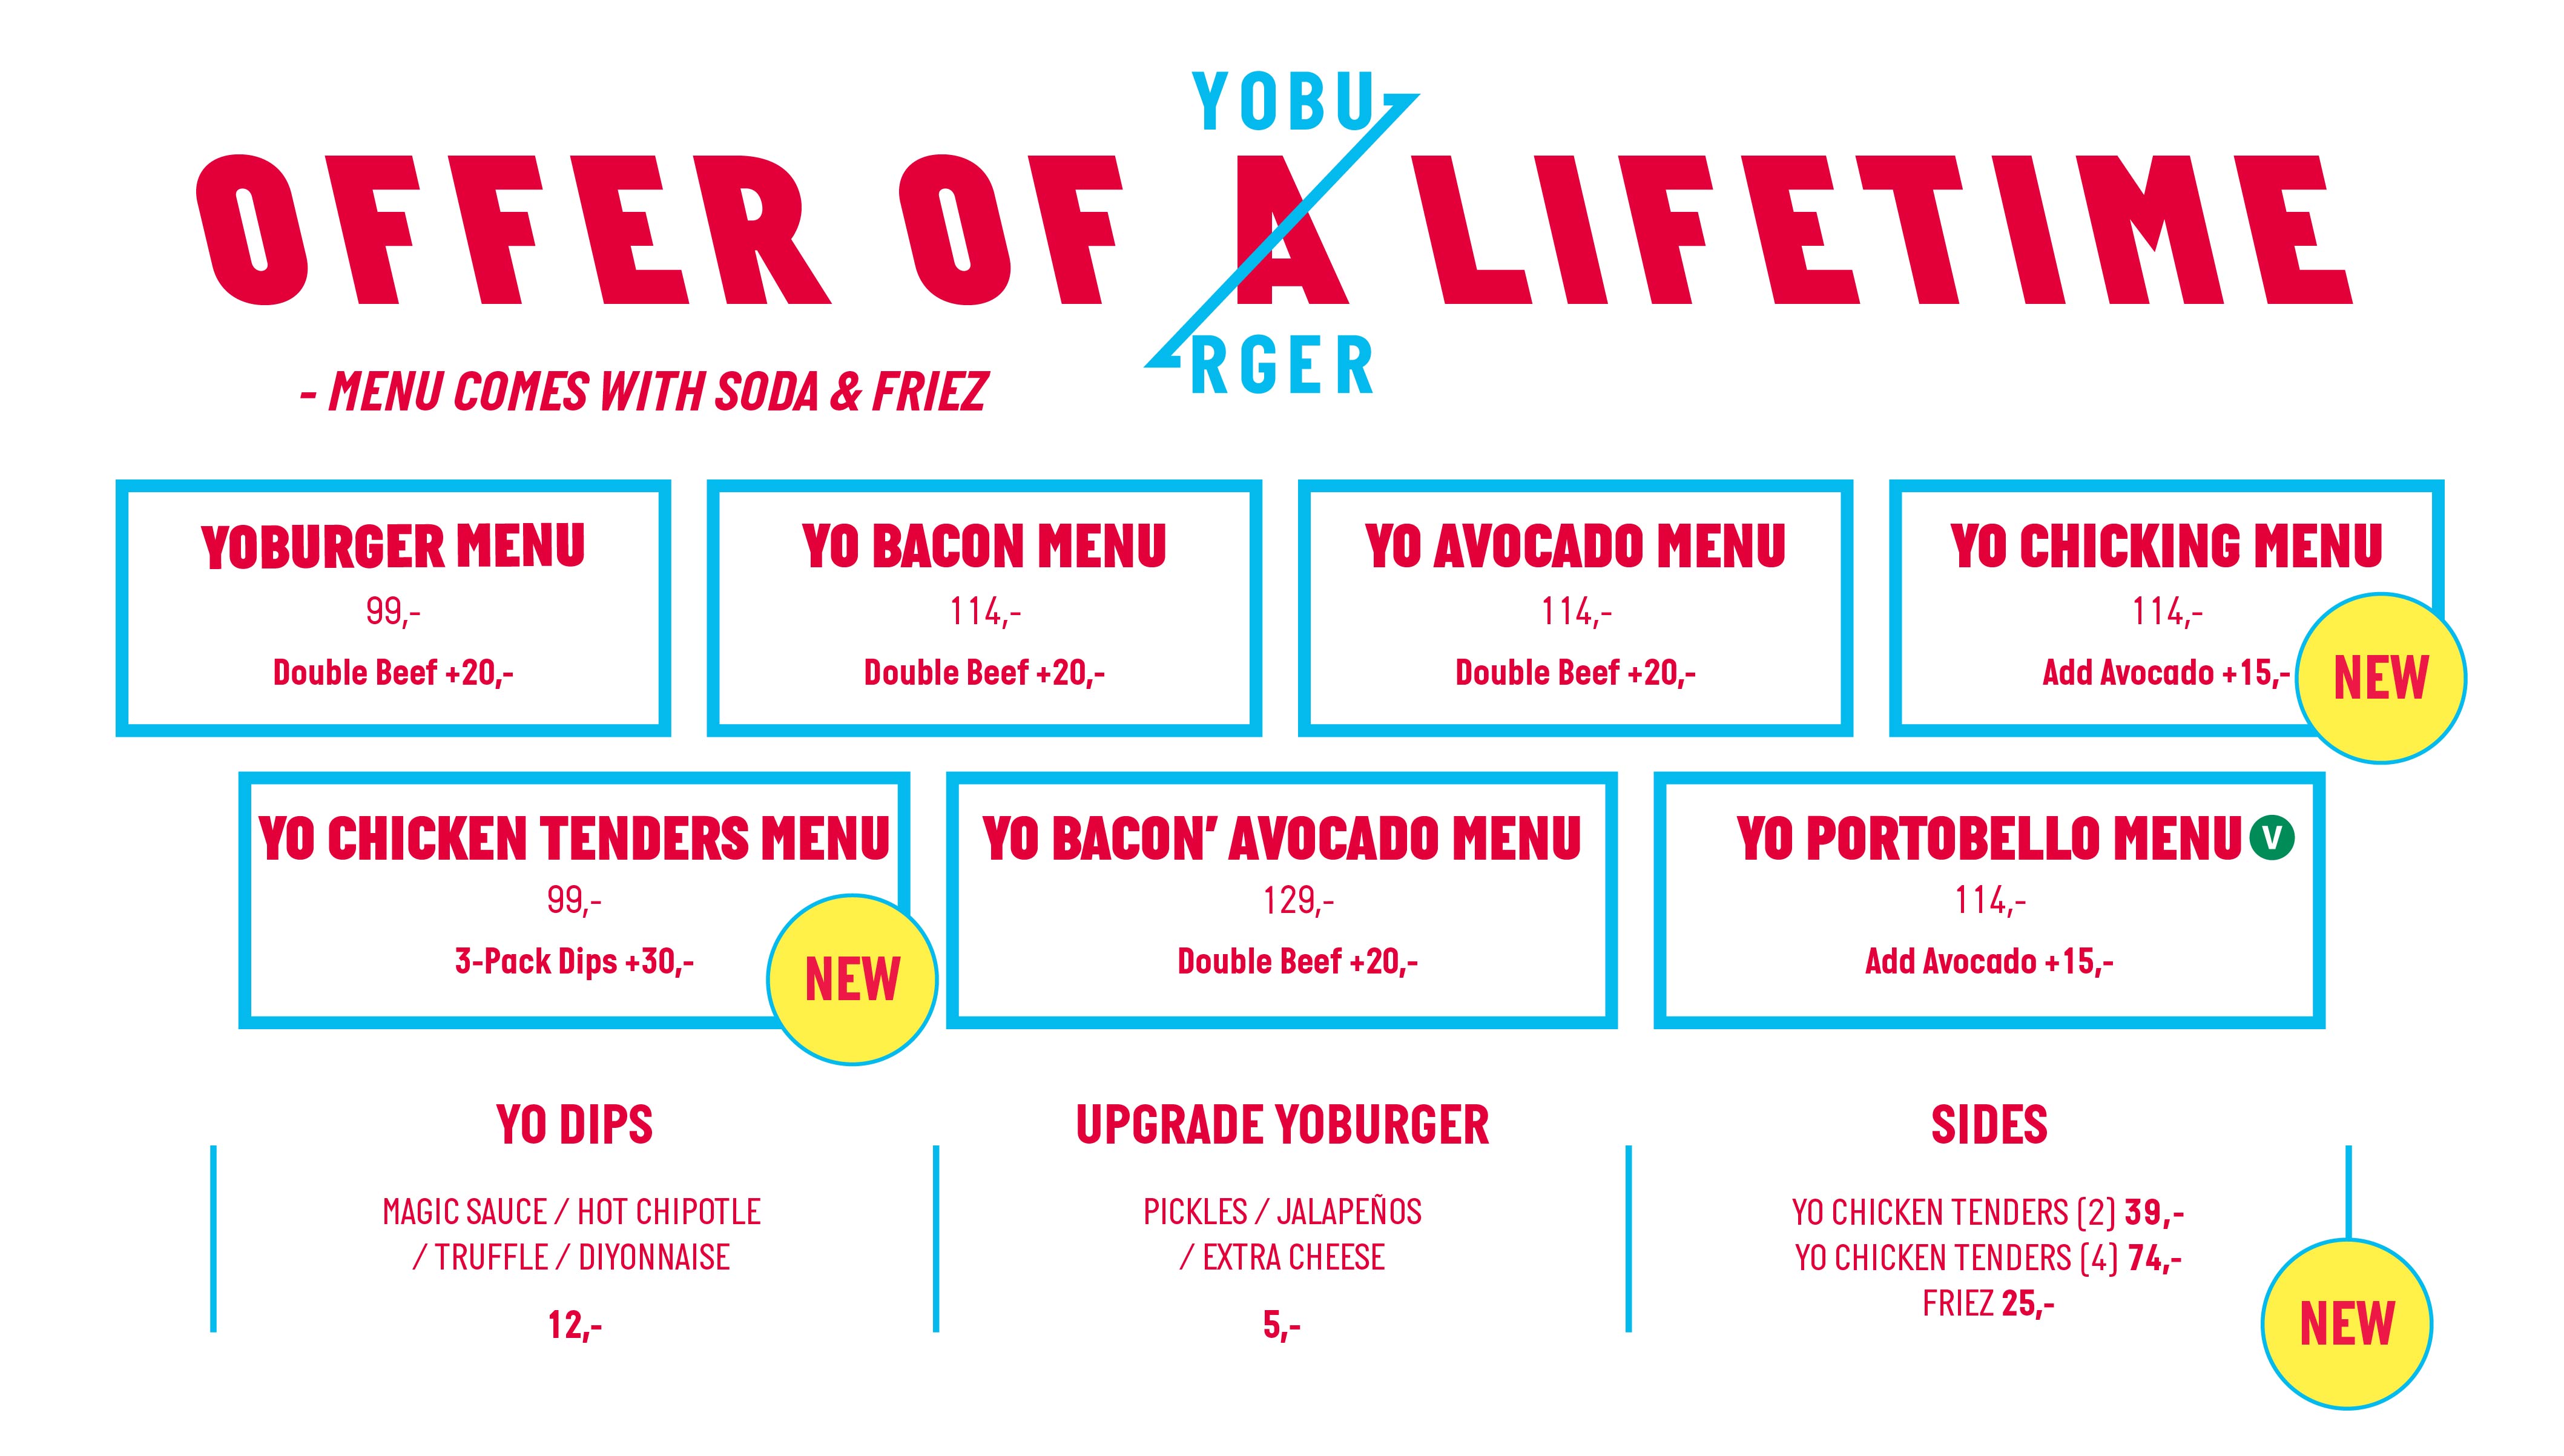 YOBU
OFFER OF A LIFETIME
RGER
- MENU COMES WITH SODA & FRIEZ
YOBURGER MENU
99,-
Double Beef +20,-
YO BACON MENU
114,-
Double Beef +20,-
YO AVOCADO MENU
114,-
Double Beef +20,-
YO CHICKING MENU
114,-
Add Avocado +15,-
NEW
YO CHICKEN TENDERS MENU
99,-
3-Pack Dips +30,-
NEW
YO BACON' AVOCADO MENU
129,-
Double Beef +20,-
YO PORTOBELLO MENU V
114,-
Add Avocado +15,-
YO DIPS
MAGIC SAUCE / HOT CHIPOTLE
/ TRUFFLE / DIYONNAISE
12,-
UPGRADE YOBURGER
PICKLES / JALAPEÑOS
/ EXTRA CHEESE
5,-
SIDES
YO CHICKEN TENDERS (2) 39,-
YO CHICKEN TENDERS (4) 74,-
FRIEZ 25,-
NEW